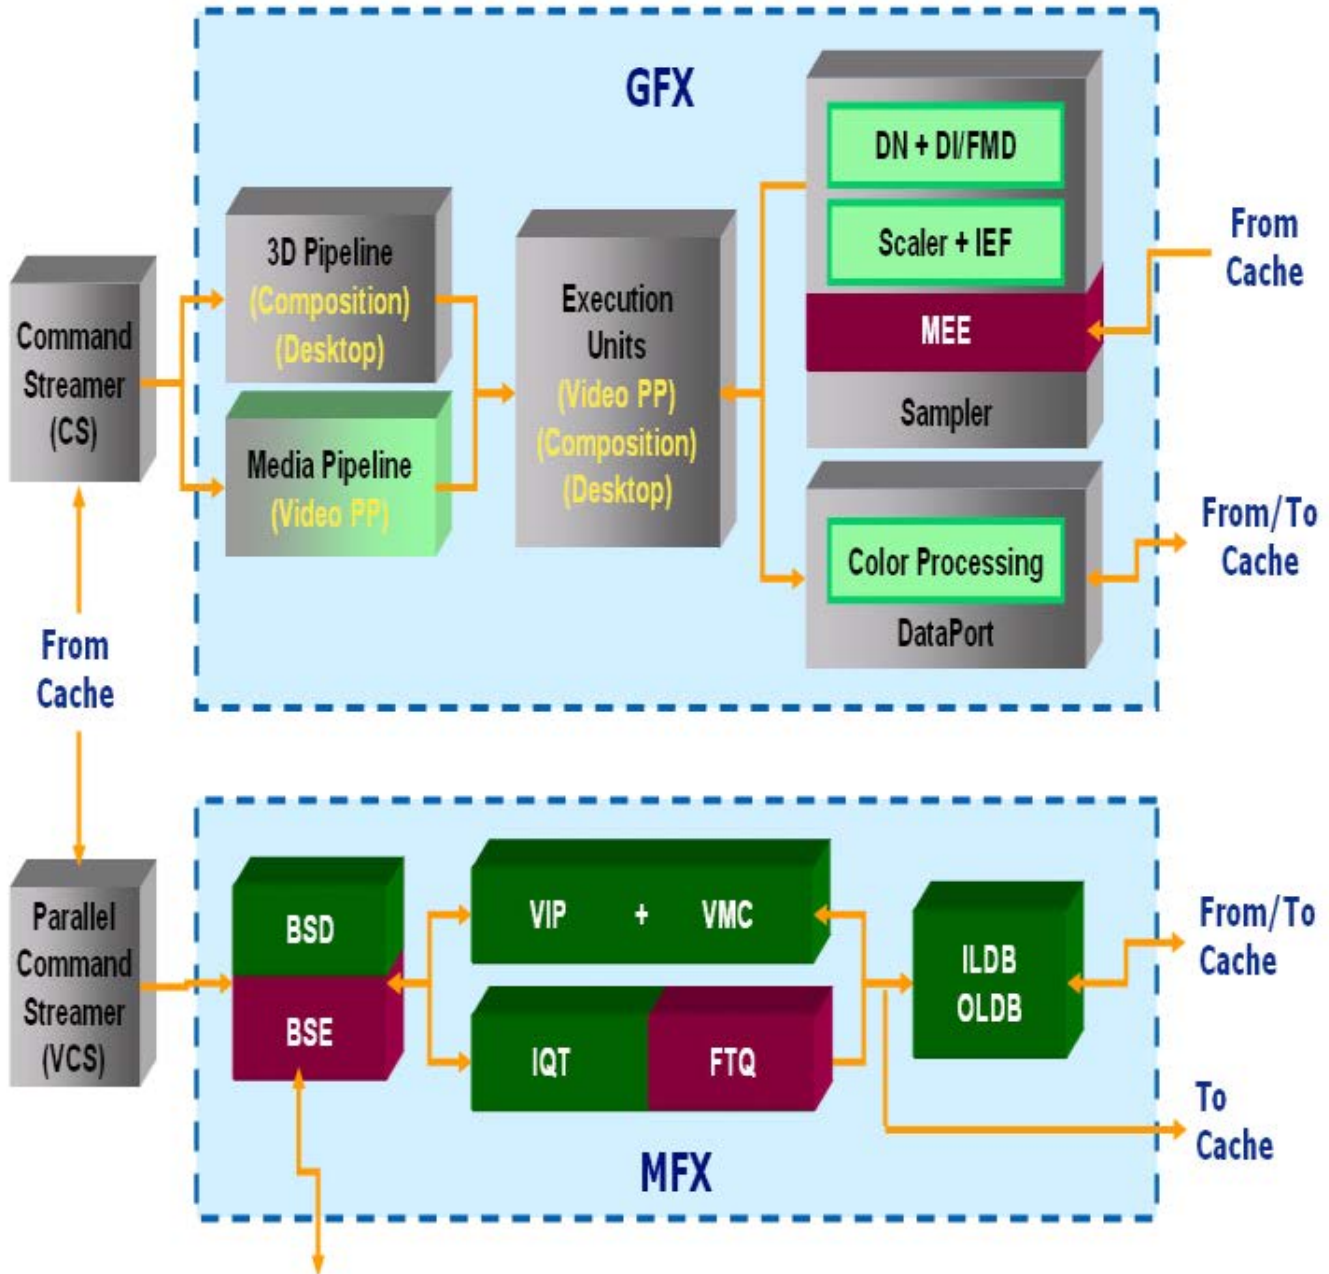 GFX
DN + DI/FMD
Scaler + IEF
MEE
Sampler
From
Cache
3D Pipeline
(Composition)
(Desktop)
Execution
Units
(Video PP)
(Composition)
(Desktop)
Command
Streamer
(CS)
Media Pipeline
(Video PP)
Color Processing
DataPort
From/To
Cache
From
Cache
Parallel
Command
Streamer
(VCS)
BSD
BSE
VIP + VMC
IQT FTQ
ILDB
OLDB
From/To
Cache
To
Cache
MFX